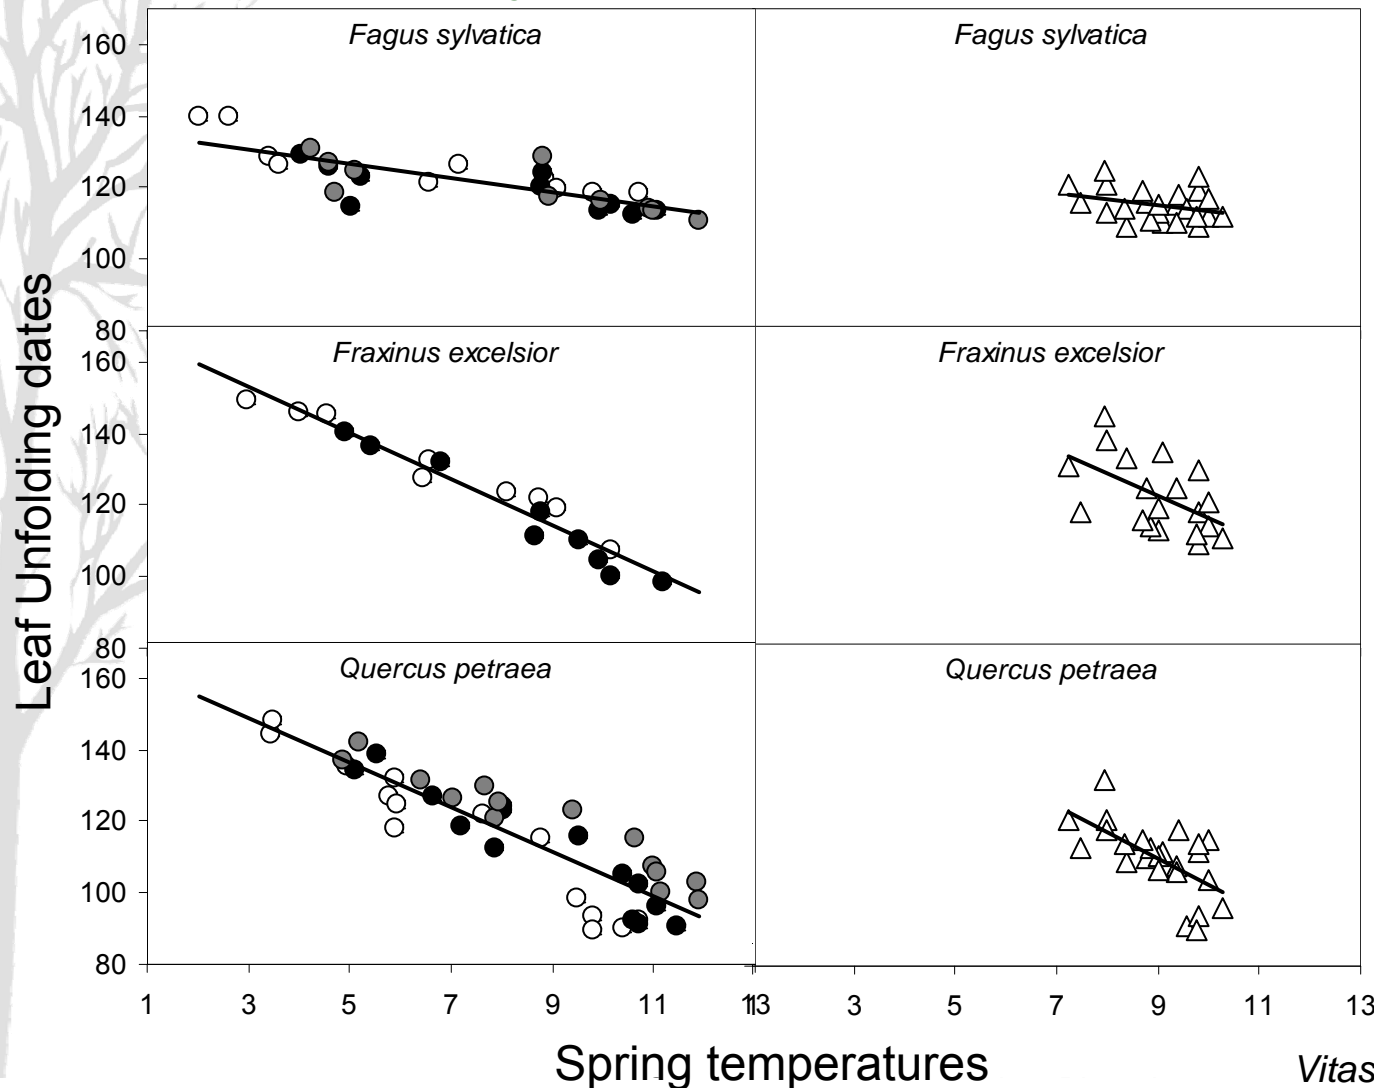 Fagus sylvatica
Fagus sylvatica
160
140
120
100
80
Fraxinus excelsior
Fraxinus excelsior
160
140
120
100
80
Quercus petraea
Quercus petraea
160
140
120
100
80
Leaf Unfolding dates
1 3 5 7 9 11 13 3 5 7 9 11 13
Spring temperatures
Vitas